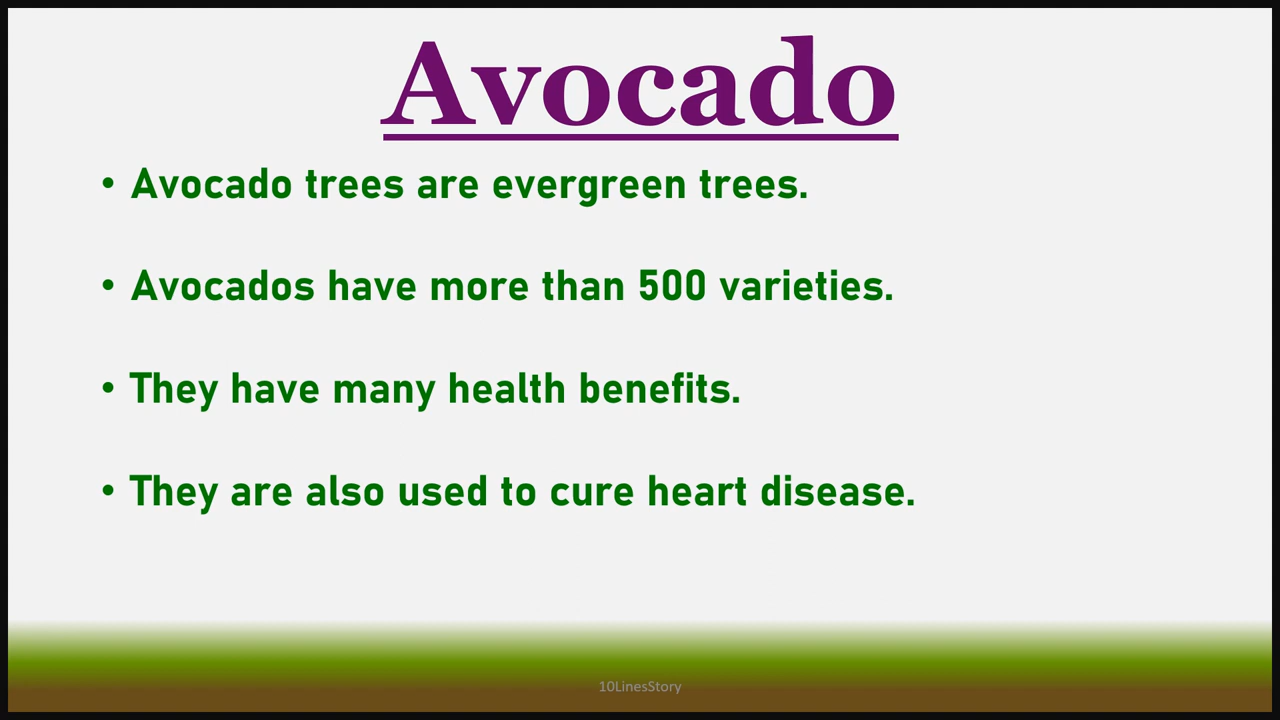 Avocado
• Avocado trees are evergreen trees.
• Avocados have more than 500 varieties.
• They have many health benefits.
• They are also used to cure heart disease.
10LinesStory